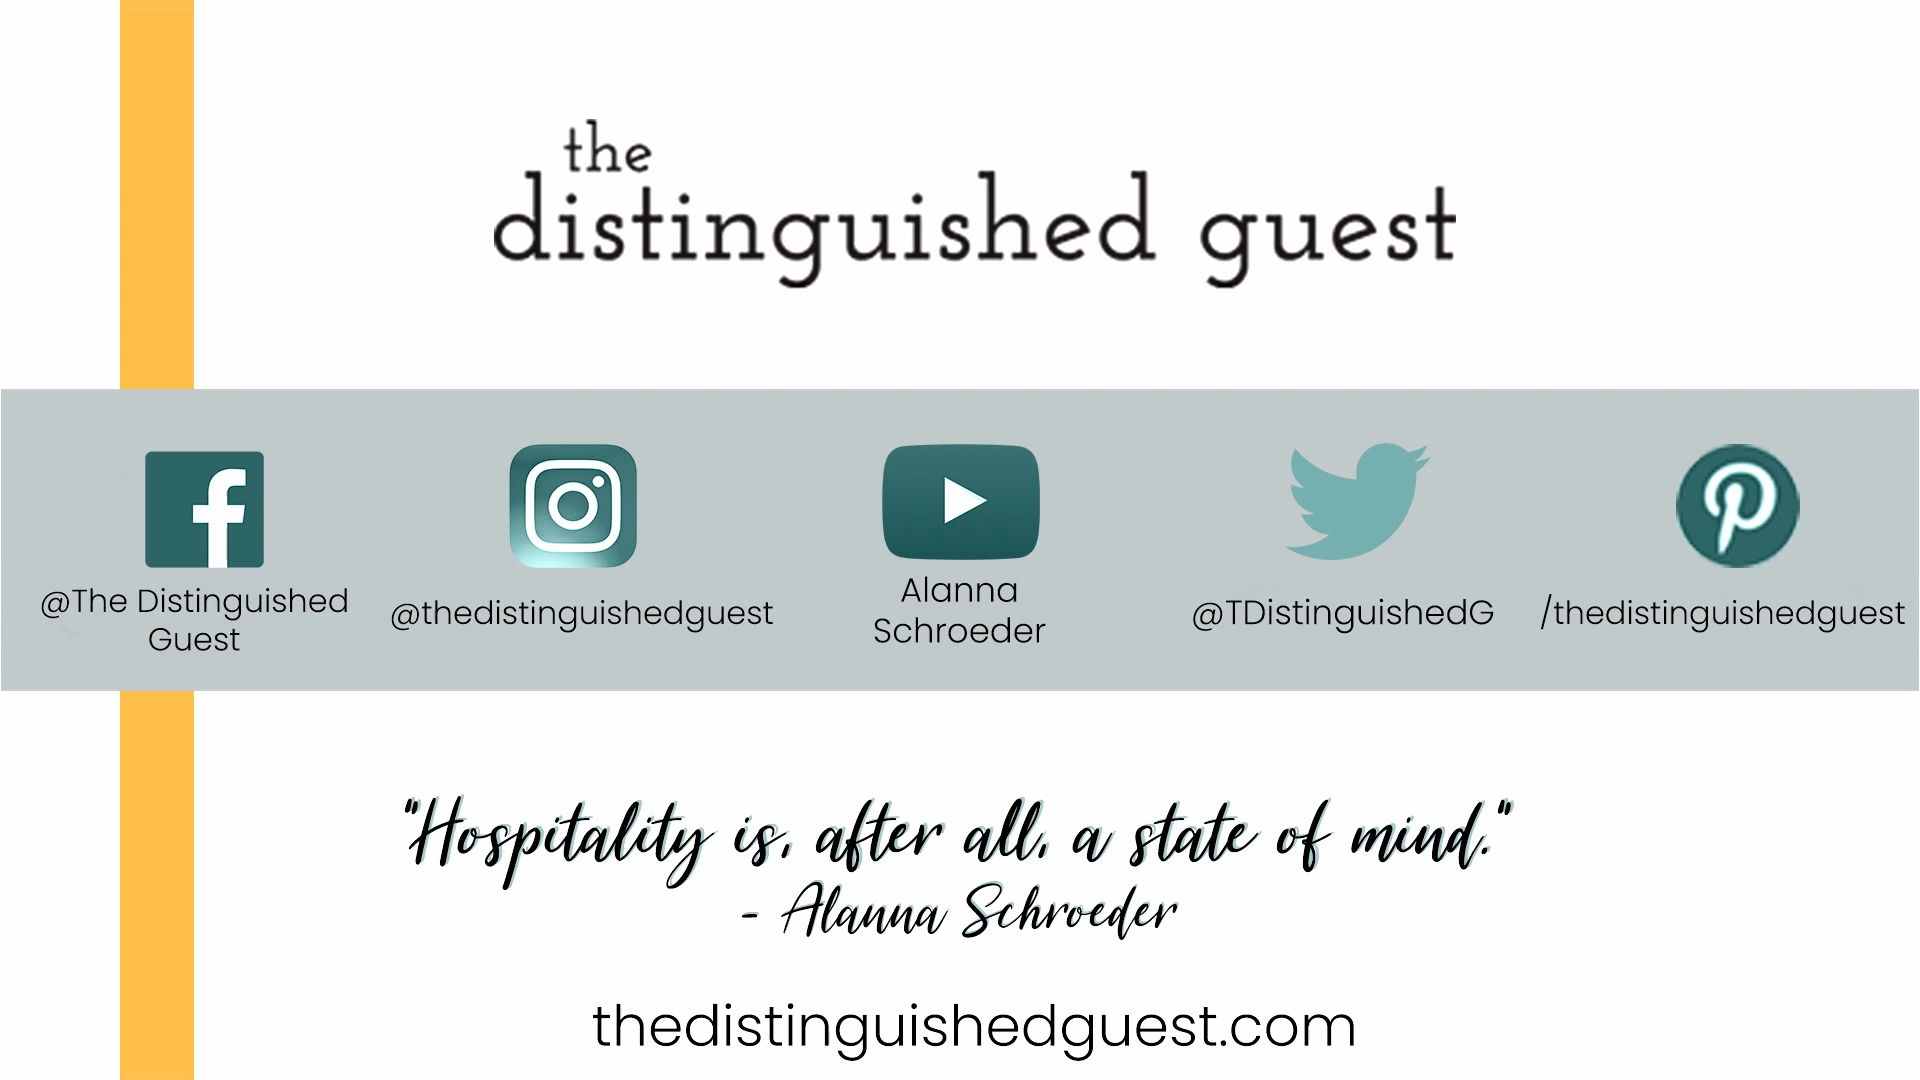 the
distinguished guest
@The Distinguished
Guest
@thedistinguishedguest
Alanna
Schroeder
@TDistinguishedG
/thedistinguishedguest
"Hospitality is, after all, a state of mind."
- Alanna Schroeder
thedistinguishedguest.com